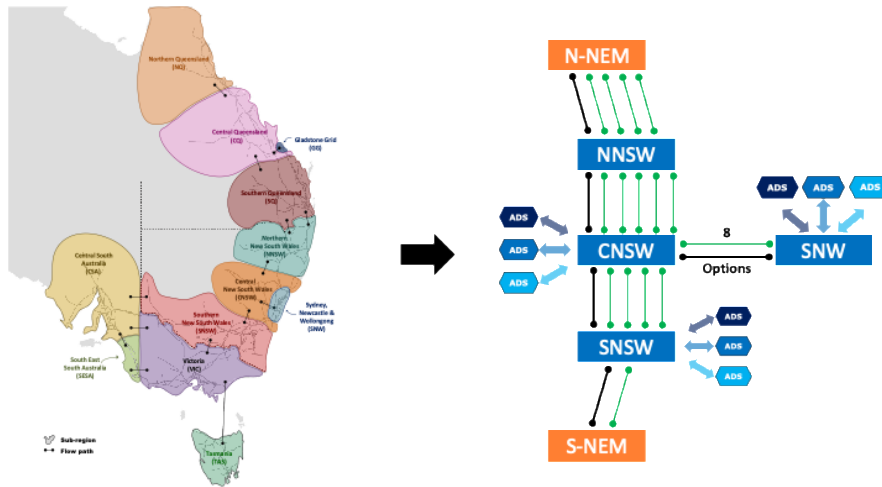 Northern Queensland
(NQ)
Central Queensland
(CQ)
Gladstone Grid
(GG)
Southern Queensland
(SQ)
Northern
New South Wales
(NNSW)
Central South
Australia
(CSA)
Central
New South Wales
(CNSW)
Southern
New South Wales
(SNSW)
Sydney,
Newcastle &
Wollongong
(SNW)
Victoria
(VIC)
South East
South Australia
(SESA)
Sub-region
Flow path
Tasmania
(TAS)
N-NEM
NNSW
ADS
ADS
ADS
CNSW
8
Options
SNW
ADS
ADS
ADS
SNSW
ADS
ADS
ADS
S-NEM